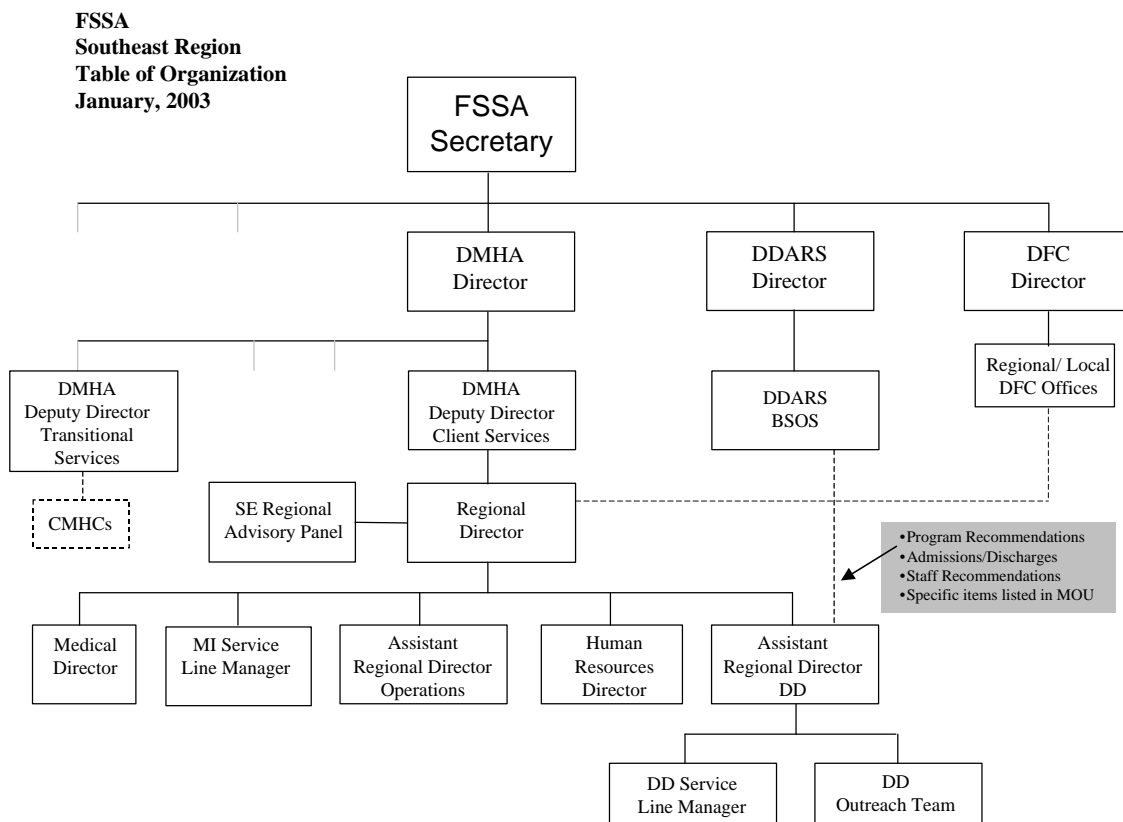 FSSA
Southeast Region
Table of Organization
January, 2003
FSSA
Secretary
DMHA
Director
DDARS
Director
DFC
Director
DMHA
Deputy Director
Transitional
Services
DMHA
Deputy Director
Client Services
DDARS
BSOS
Regional/ Local
DFC Offices
CMHCs
SE Regional
Advisory Panel
Regional
Director
•Program Recommendations
•Admissions/Discharges
•Staff Recommendations
•Specific items listed in MOU
Medical
Director
MI Service
Line Manager
Assistant
Regional Director
Operations
Human
Resources
Director
Assistant
Regional Director
DD
DD Service
Line Manager
DD
Outreach Team